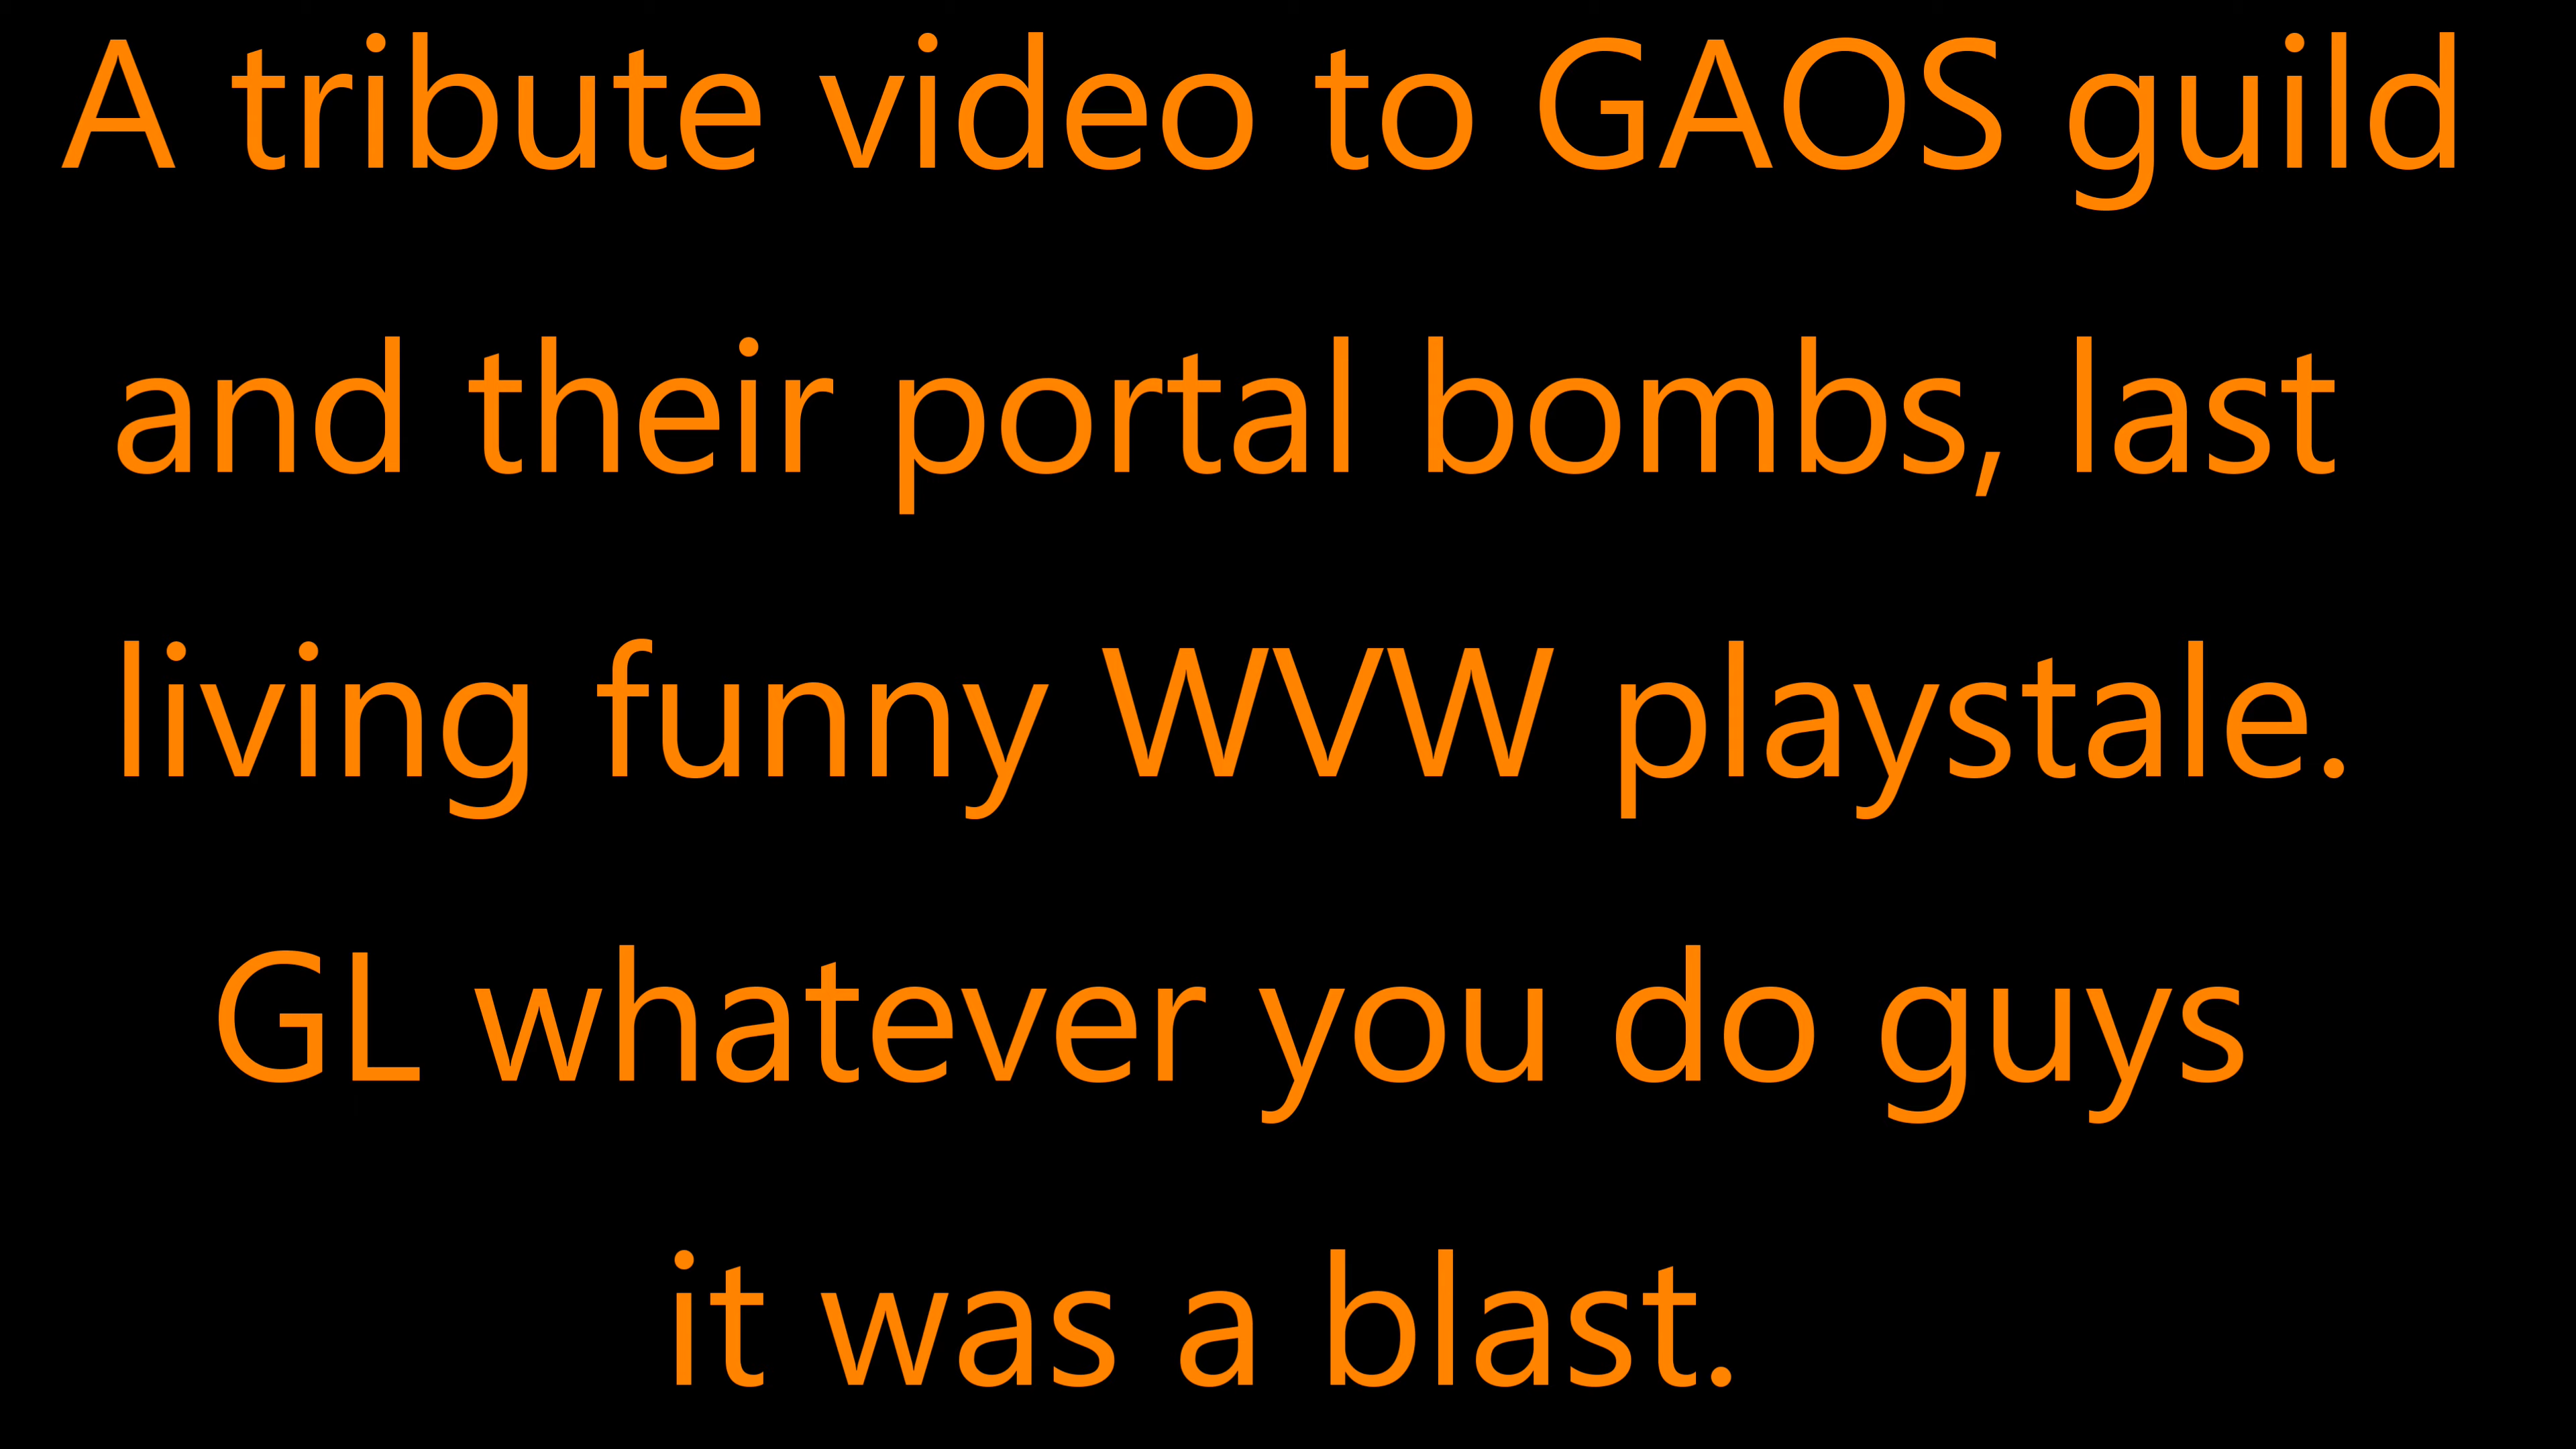 A tribute video to GAOS guild
and their portal bombs, last
living funny WVW playstale.
GL whatever you do guys
it was a blast.